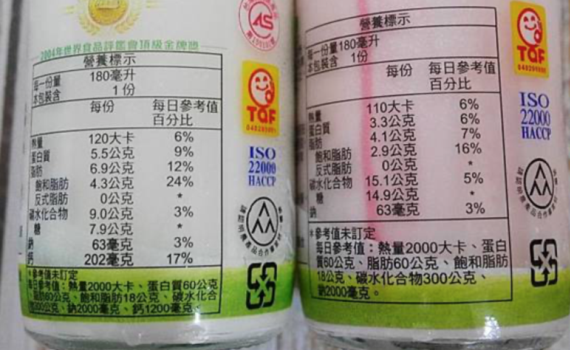 2004年世界食品評鑑會頂級金牌獎
營養標示
每一份量 180毫升
本包裝含 1份
每份 每日參考值
百分比
熱量 120大卡 6%
蛋白質 5.5公克 9%
脂肪 6.9公克 12%
飽和脂肪 4.3公克 24%
反式脂肪 0公克 *
碳水化合物 9.0公克 3%
糖 7.9公克 *
鈉 63毫克 3%
鈣 202毫克 17%
*參考值未訂定
每日參考值：熱量2000大卡、蛋白質60公克、
脂肪60公克、飽和脂肪18公克、碳水化合
物300公克、鈉2000毫克、鈣1200毫克。
TQF
ISO
22000
HACCP
營養標示
每一份量180毫升
本包裝含 1份
每份 每日參考值
百分比
熱量 110大卡 6%
蛋白質 3.3公克 6%
脂肪 4.1公克 7%
飽和脂肪 2.9公克 16%
反式脂肪 0公克 *
碳水化合物 15.1公克 5%
糖 14.9公克 *
鈉 63毫克 3%
*參考值未訂定
每日參考值：熱量2000大卡、蛋白
質60公克、脂肪60公克、飽和脂肪
18公克、碳水化合物300公克、
鈉2000毫克。
TQF
ISO
22000
HACCP